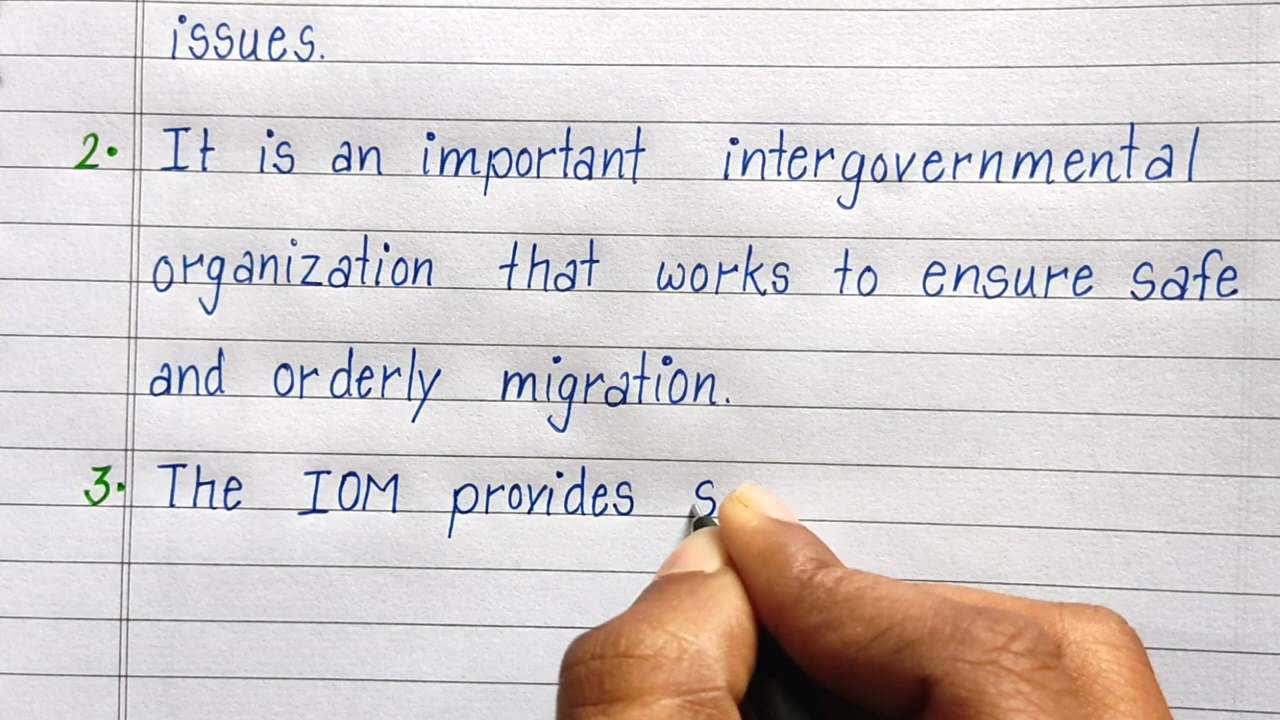 issues.
2. It is an important intergovernmental
organization that works to ensure safe
and orderly migration.
3. The IOM provides s